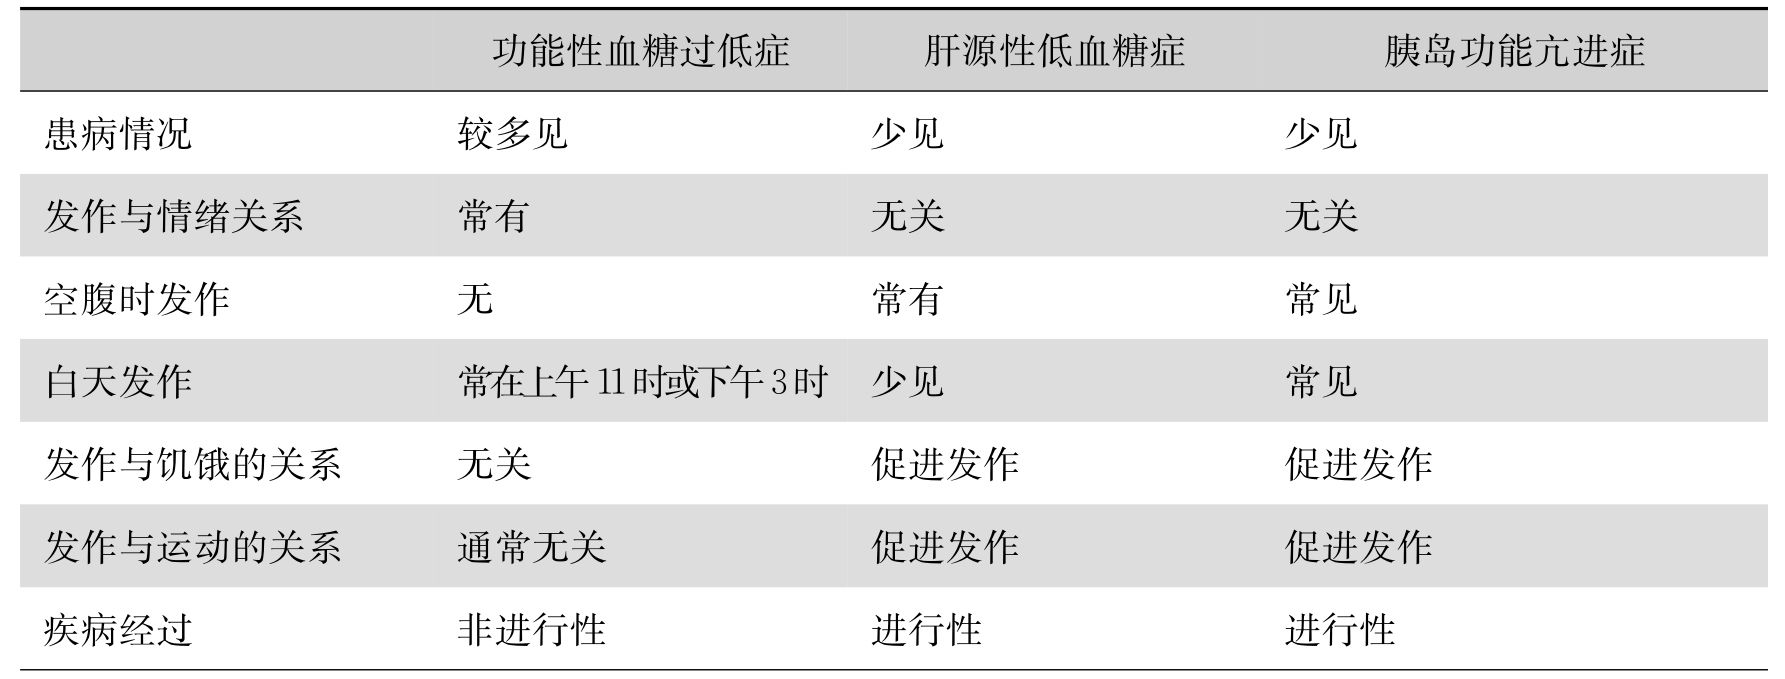 功能性血糖过低症 肝源性低血糖症 胰岛功能亢进症
患病情况 较多见 少见 少见
发作与情绪关系 常有 无关 无关
空腹时发作 无 常有 常见
白天发作 常在上午 11 时或下午 3 时 少见 常见
发作与饥饿的关系 无关 促进发作 促进发作
发作与运动的关系 通常无关 促进发作 促进发作
疾病经过 非进行性 进行性 进行性